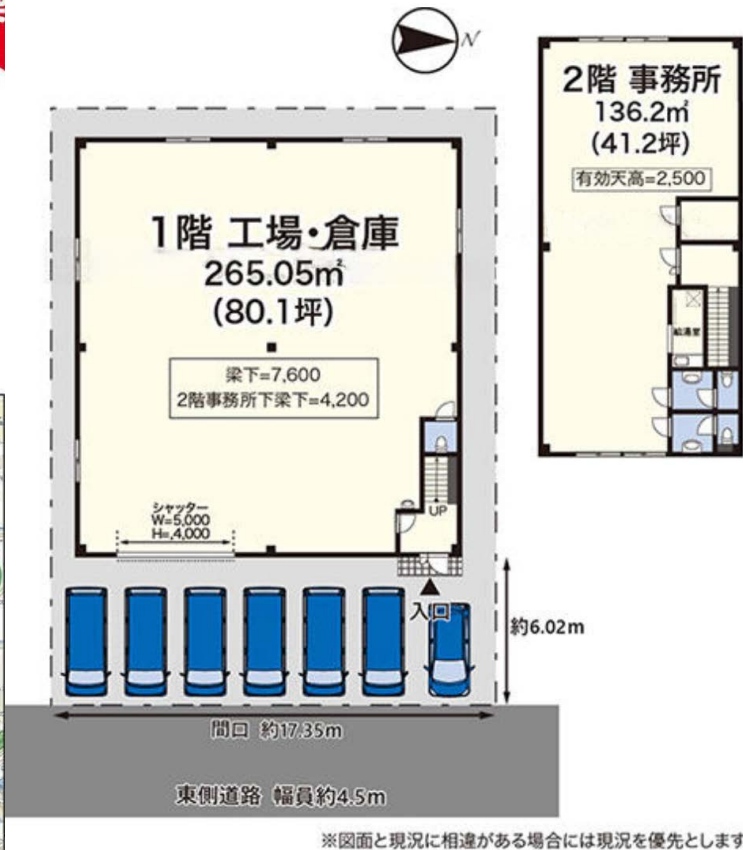 N
2階 事務所
136.2㎡
(41.2坪)
有効天高=2,500
給湯室
1階 工場・倉庫
265.05㎡
(80.1坪)
梁下=7,600
2階事務所下梁下=4,200
シャッター
W=5,000
H=4,000
UP
入口
約6.02m
間口 約17.35m
東側道路 幅員約4.5m
※図面と現況に相違がある場合には現況を優先とします